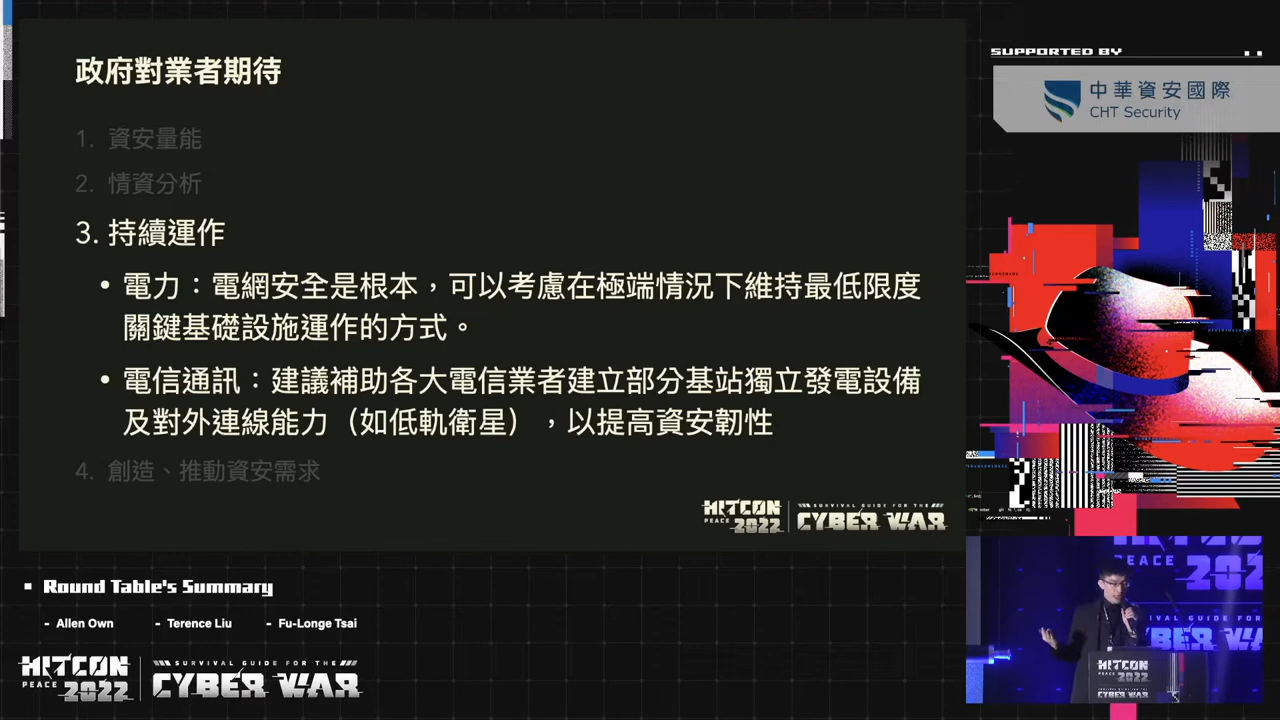 政府對業者期待
1. 資安量能
2. 情資分析
3. 持續運作
• 電力：電網安全是根本，可以考慮在極端情況下維持最低限度
關鍵基礎設施運作的方式。
• 電信通訊：建議補助各大電信業者建立部分基站獨立發電設備
及對外連線能力（如低軌衛星），以提高資安韌性
4. 創造、推動資安需求
HITCON
PEACE 2022
SURVIVAL GUIDE FOR THE
CYBER WAR
SUPPORTED BY
中華資安國際
CHT Security
Round Table's Summary
- Allen Own - Terence Liu - Fu-Longe Tsai
HITCON
PEACE 2022
SURVIVAL GUIDE FOR THE
CYBER WAR
PEACE 202
HITCON
PEACE 2022
CYBER WAR